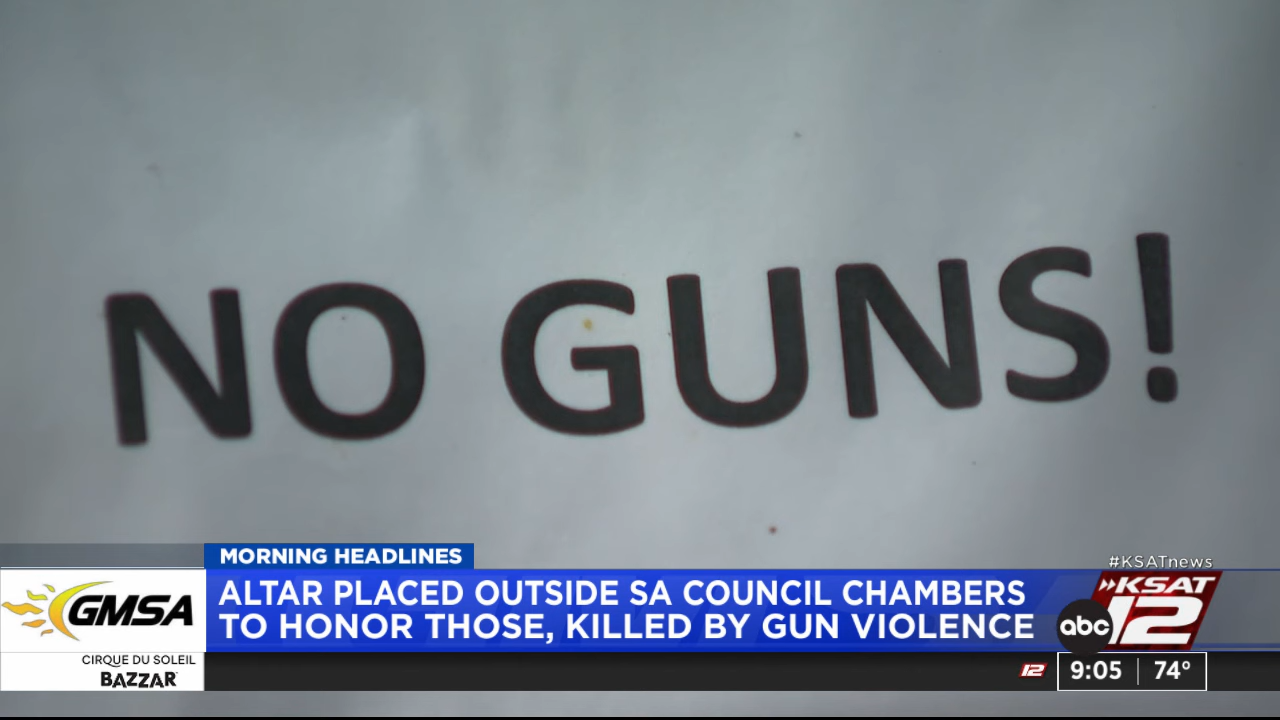 NO GUNS!
MORNING HEADLINES
#KSATnews
GMSA
ALTAR PLACED OUTSIDE SA COUNCIL CHAMBERS
TO HONOR THOSE, KILLED BY GUN VIOLENCE
KSAT
abc 12
CIRQUE DU SOLEIL
BAZZAR
12 9:05 74°